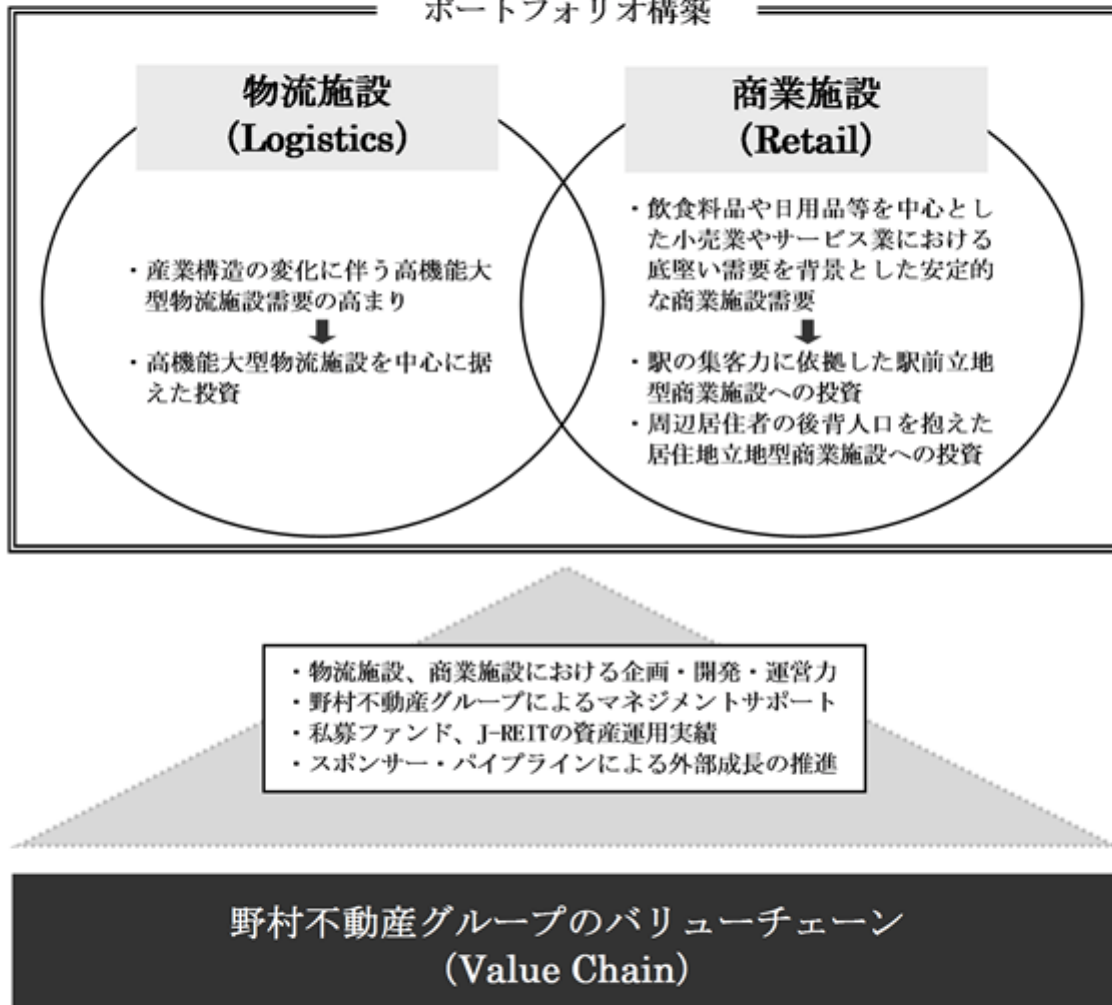 ポートフォリオ構築
物流施設
(Logistics)
・産業構造の変化に伴う高機能大
型物流施設需要の高まり
・高機能大型物流施設を中心に据
えた投資
商業施設
(Retail)
・飲食料品や日用品等を中心とし
た小売業やサービス業における
底堅い需要を背景とした安定的
な商業施設需要
・駅の集客力に依拠した駅前立地
型商業施設への投資
・周辺居住者の後背人口を抱えた
居住地立地型商業施設への投資
・物流施設、商業施設における企画・開発・運営力
・野村不動産グループによるマネジメントサポート
・私募ファンド、J-REITの資産運用実績
・スポンサー・パイプラインによる外部成長の推進
野村不動産グループのバリューチェーン
(Value Chain)